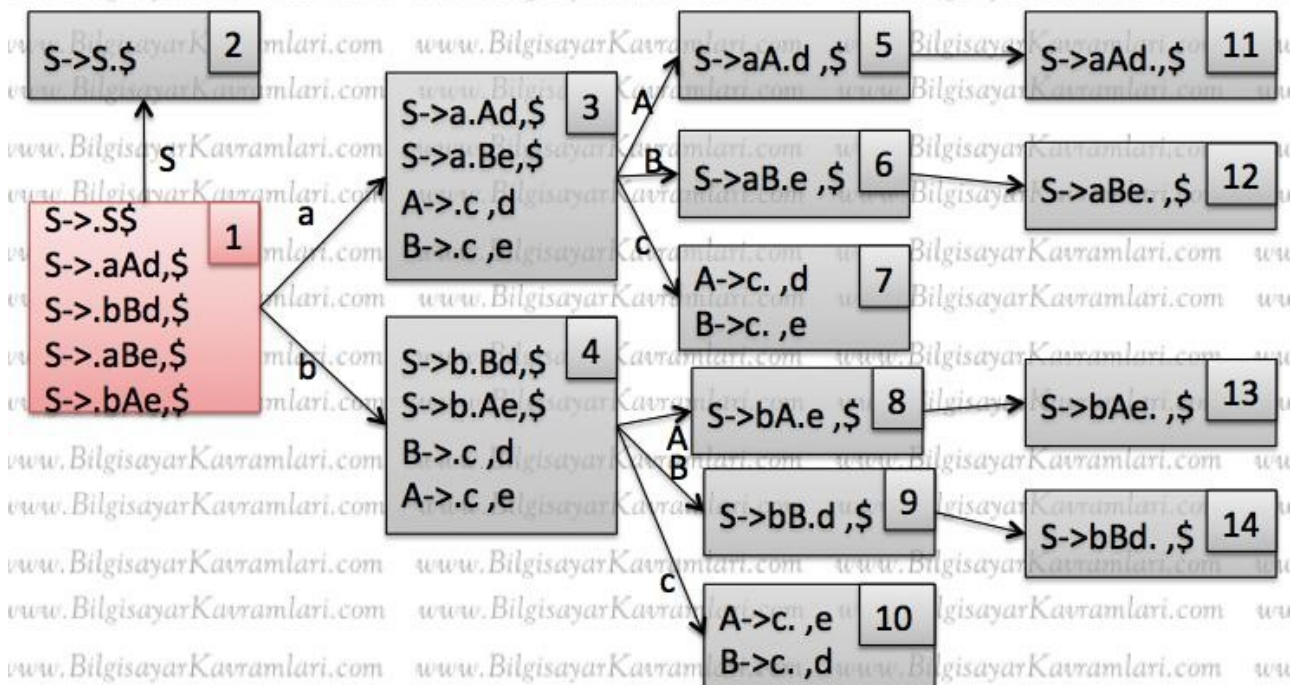 S->S.$ 2
S
S->.S$ 1
S->.aAd,$
S->.bBd,$
S->.aBe,$
S->.bAe,$
a
b
S->a.Ad,$ 3
S->a.Be,$
A->.c ,d
B->.c ,e
S->b.Bd,$ 4
S->b.Ae,$
B->.c ,d
A->.c ,e
A
B
c
A
B
c
S->aA.d ,$ 5
S->aB.e ,$ 6
A->c. ,d 7
B->c. ,e
S->bA.e ,$ 8
S->bB.d ,$ 9
A->c. ,e 10
B->c. ,d
S->aAd.,$ 11
S->aBe. ,$ 12
S->bAe. ,$ 13
S->bBd. ,$ 14
www.BilgisayarKavramlari.com